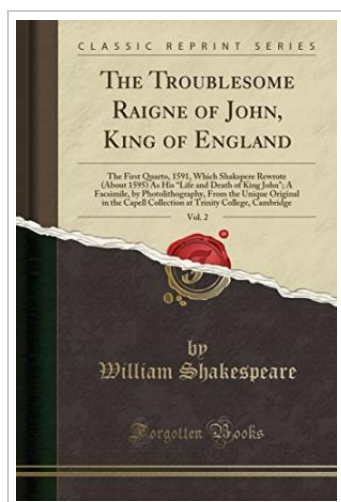 CLASSIC REPRINT SERIES
THE TROUBLESOME
RAIGNE OF JOHN,
KING OF ENGLAND
The First Quarto, 1591, Which Shakspere Rewrote
(About 1595) As His "Life and Death of King John"; A
Facsimile, by Photolithography, From the Unique Original
in the Capell Collection at Trinity College, Cambridge
Vol. 2
by
William Shakespeare
Forgotten Books